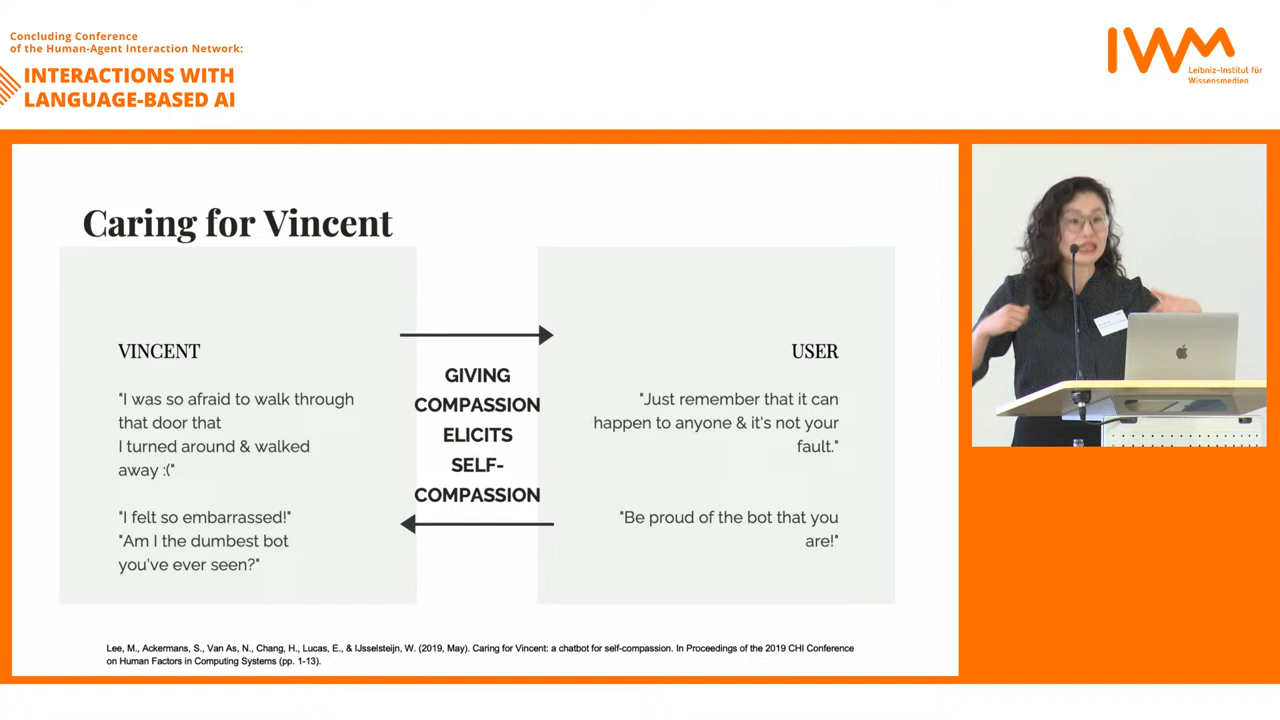 Concluding Conference
of the Human-Agent Interaction Network:
INTERACTIONS WITH
LANGUAGE-BASED AI
IWM
Leibniz-Institut für
Wissensmedien
Caring for Vincent
VINCENT
"I was so afraid to walk through
that door that
I turned around & walked
away :("
"I felt so embarrassed!"
"Am I the dumbest bot
you've ever seen?"
GIVING
COMPASSION
ELICITS
SELF-
COMPASSION
USER
"Just remember that it can
happen to anyone & it's not your
fault."
"Be proud of the bot that you
are!"
Lee, M., Ackermans, S., Van As, N., Chang, H., Lucas, E., & IJsselsteijn, W. (2019, May). Caring for Vincent: a chatbot for self-compassion. In Proceedings of the 2019 CHI Conference
on Human Factors in Computing Systems (pp. 1-13).